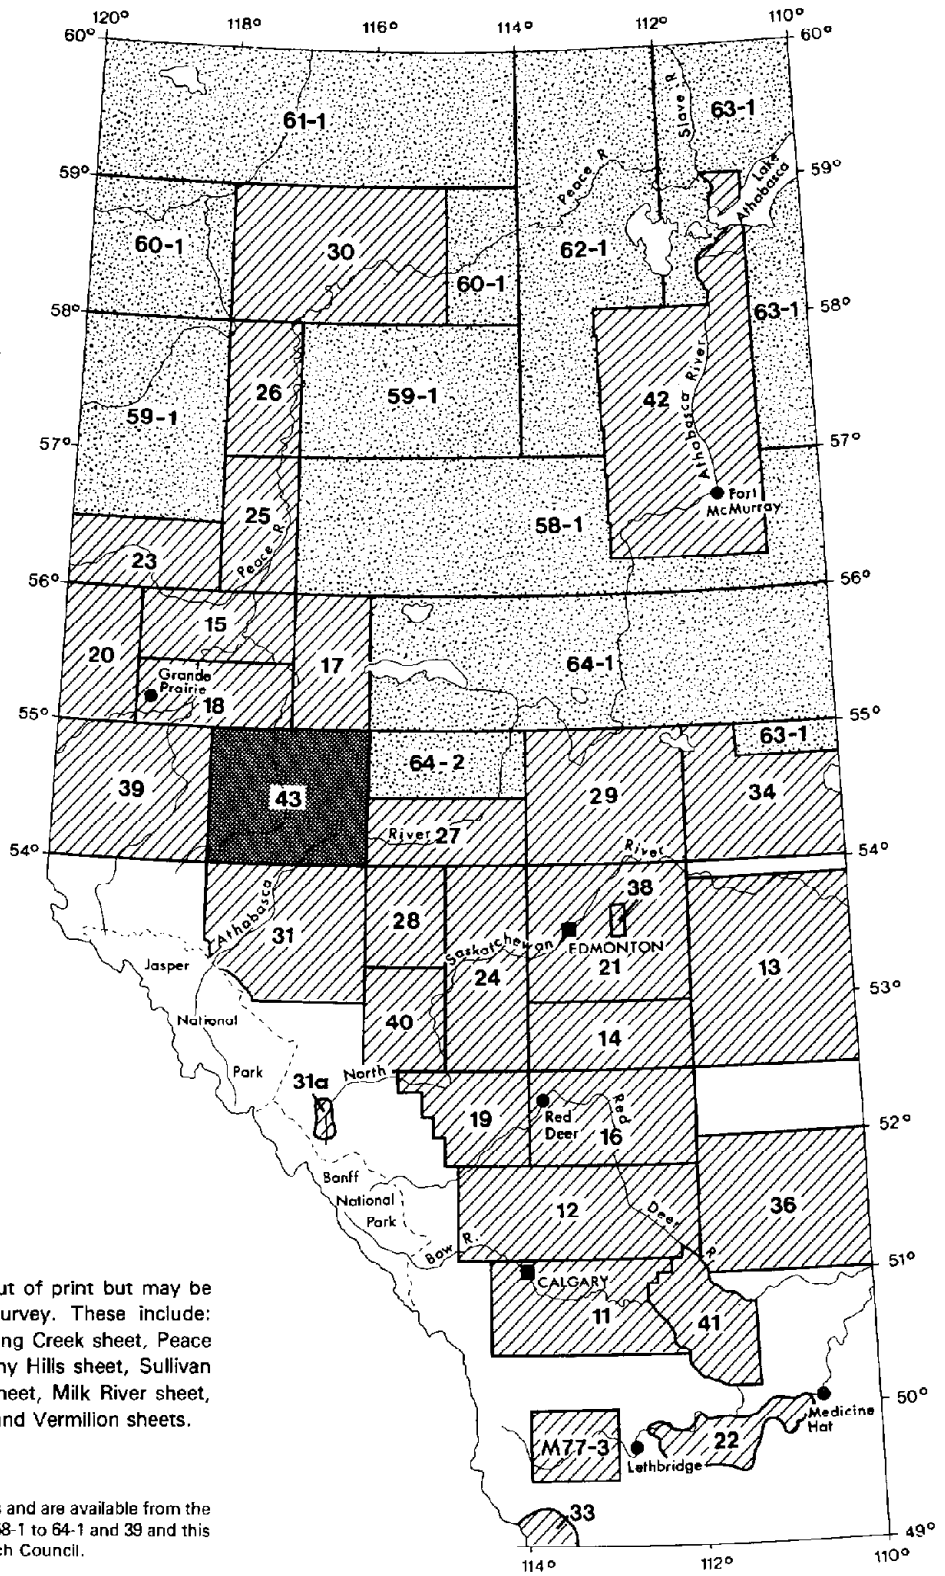 120°
118°
116°
114°
112°
110°
60°
60°
61-1
Slave R.
63-1
59°
Peace R.
Lake
Athabasca
59°
60-1
30
60-1
62-1
58°
63-1
58°
26
59-1
42
Athabasca River
59-1
57°
57°
25
Fort
McMurray
58-1
23
Peace R.
56°
56°
15
20
17
64-1
Grande
Prairie
18
55°
55°
63-1
64-2
39
43
29
34
River
27
54°
River
54°
38
28
Athabasca
31
Saskatchewan
EDMONTON
Jasper
24
21
13
53°
National
40
14
Park
North
31a
19
Red
Deer
Red
16
52°
Banff
National
Park
12
36
Deer R.
Bow R.
51°
CALGARY
11
41
50°
Medicine
Hat
M77-3
22
Lethbridge
33
49°
114°
112°
110°
ut of print but may be
urvey. These include:
ng Creek sheet, Peace
ny Hills sheet, Sullivan
heet, Milk River sheet,
and Vermilion sheets.
s and are available from the
58-1 to 64-1 and 39 and this
ch Council.